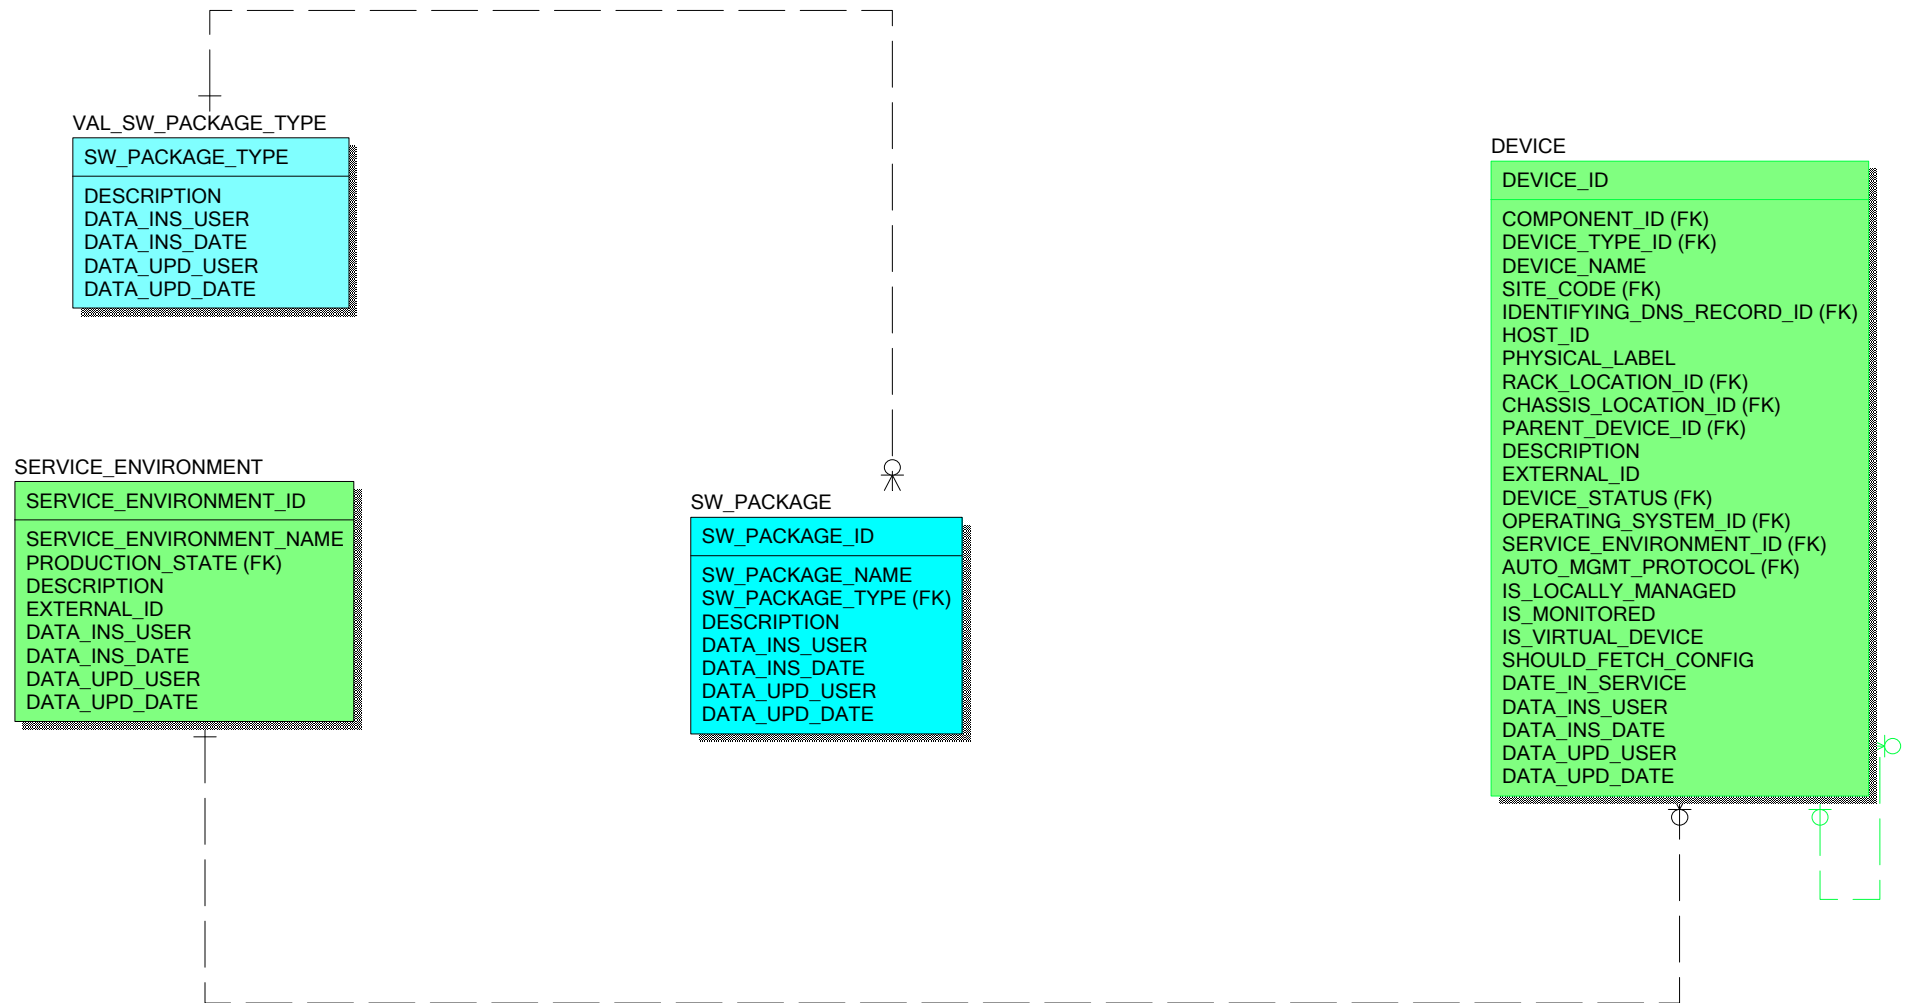 VAL_SW_PACKAGE_TYPE
SW_PACKAGE_TYPE
DESCRIPTION
DATA_INS_USER
DATA_INS_DATE
DATA_UPD_USER
DATA_UPD_DATE
SERVICE_ENVIRONMENT
SERVICE_ENVIRONMENT_ID
SERVICE_ENVIRONMENT_NAME
PRODUCTION_STATE (FK)
DESCRIPTION
EXTERNAL_ID
DATA_INS_USER
DATA_INS_DATE
DATA_UPD_USER
DATA_UPD_DATE
SW_PACKAGE
SW_PACKAGE_ID
SW_PACKAGE_NAME
SW_PACKAGE_TYPE (FK)
DESCRIPTION
DATA_INS_USER
DATA_INS_DATE
DATA_UPD_USER
DATA_UPD_DATE
DEVICE
DEVICE_ID
COMPONENT_ID (FK)
DEVICE_TYPE_ID (FK)
DEVICE_NAME
SITE_CODE (FK)
IDENTIFYING_DNS_RECORD_ID (FK)
HOST_ID
PHYSICAL_LABEL
RACK_LOCATION_ID (FK)
CHASSIS_LOCATION_ID (FK)
PARENT_DEVICE_ID (FK)
DESCRIPTION
EXTERNAL_ID
DEVICE_STATUS (FK)
OPERATING_SYSTEM_ID (FK)
SERVICE_ENVIRONMENT_ID (FK)
AUTO_MGMT_PROTOCOL (FK)
IS_LOCALLY_MANAGED
IS_MONITORED
IS_VIRTUAL_DEVICE
SHOULD_FETCH_CONFIG
DATE_IN_SERVICE
DATA_INS_USER
DATA_INS_DATE
DATA_UPD_USER
DATA_UPD_DATE